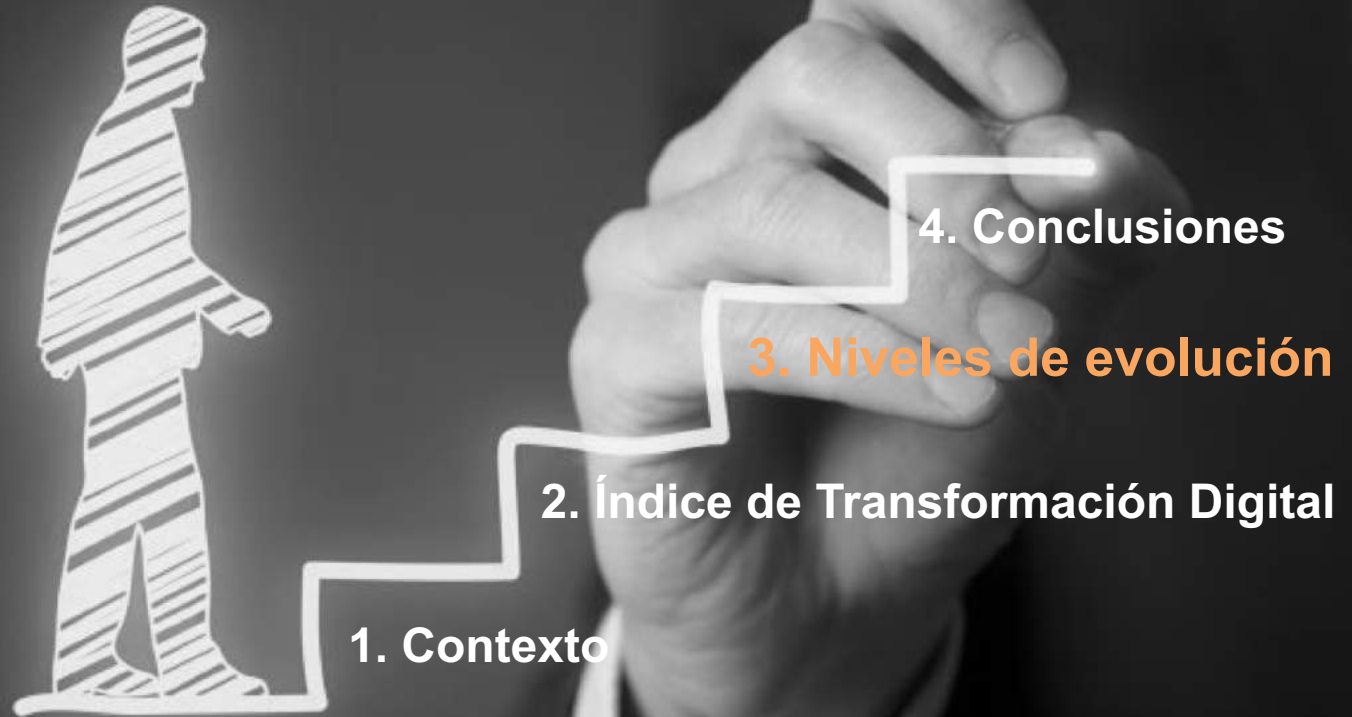 4. Conclusiones
3. Niveles de evolución
2. Índice de Transformación Digital
1. Contexto